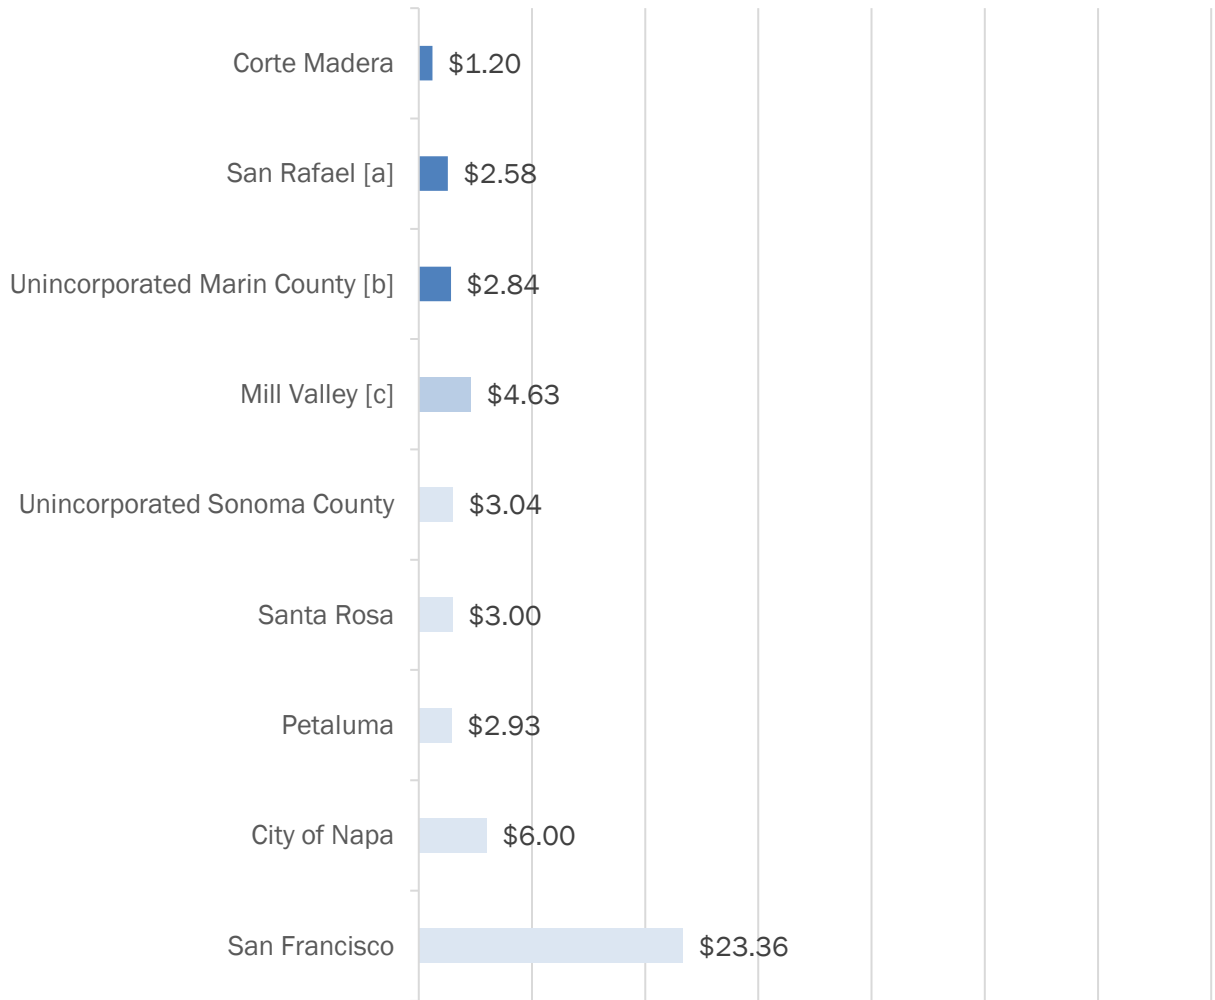 Corte Madera $1.20
San Rafael [a] $2.58
Unincorporated Marin County [b] $2.84
Mill Valley [c] $4.63
Unincorporated Sonoma County $3.04
Santa Rosa $3.00
Petaluma $2.93
City of Napa $6.00
San Francisco $23.36